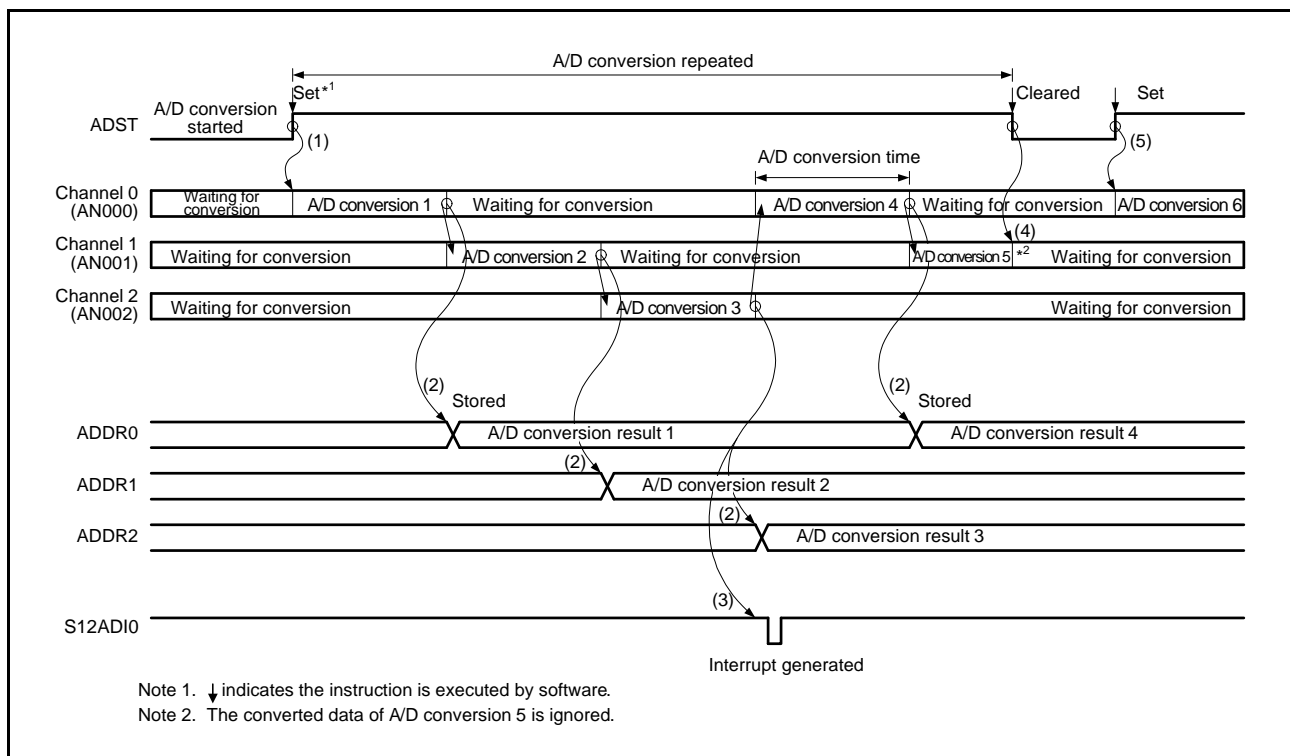 A/D conversion repeated
Set*1
Cleared
Set
A/D conversion
started
ADST
(1)
(5)
A/D conversion time
Channel 0
(AN000)
Waiting for
conversion
A/D conversion 1
Waiting for conversion
A/D conversion 4
Waiting for conversion
A/D conversion 6
(4)
Channel 1
(AN001)
Waiting for conversion
A/D conversion 2
Waiting for conversion
A/D conversion 5
*2
Waiting for conversion
Channel 2
(AN002)
Waiting for conversion
A/D conversion 3
Waiting for conversion
(2)
Stored
(2)
Stored
ADDR0
A/D conversion result 1
A/D conversion result 4
(2)
ADDR1
A/D conversion result 2
(2)
ADDR2
A/D conversion result 3
(3)
S12ADI0
Interrupt generated
Note 1. ↓ indicates the instruction is executed by software.
Note 2. The converted data of A/D conversion 5 is ignored.